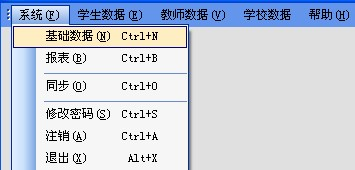 系统(F) 学生数据(E) 教师数据(V) 学校数据 帮助(H)
基础数据(N) Ctrl+N
报表(B) Ctrl+B
同步(O) Ctrl+O
修改密码(S) Ctrl+S
注销(A) Ctrl+A
退出(X) Alt+X